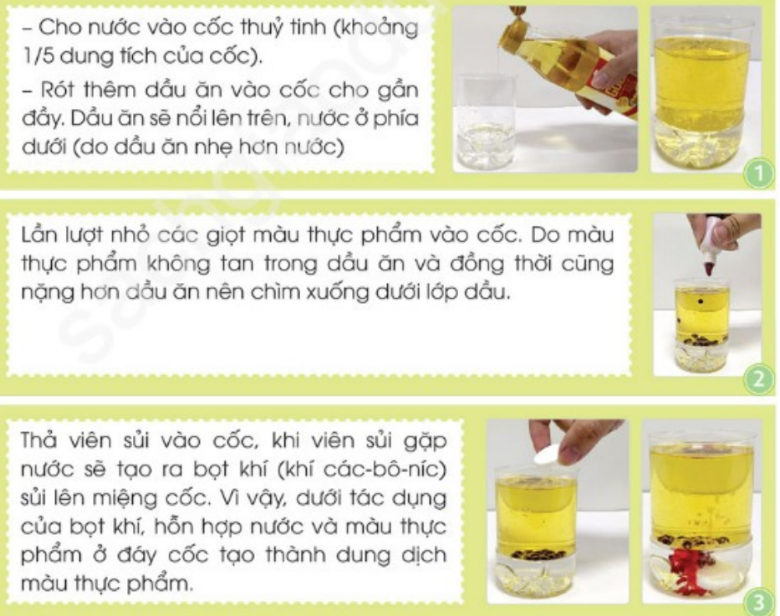 – Cho nước vào cốc thuỷ tinh (khoảng
1/5 dung tích của cốc).
– Rót thêm dầu ăn vào cốc cho gần
đầy. Dầu ăn sẽ nổi lên trên, nước ở phía
dưới (do dầu ăn nhẹ hơn nước)
1
Lần lượt nhỏ các giọt màu thực phẩm vào cốc. Do màu
thực phẩm không tan trong dầu ăn và đồng thời cũng
nặng hơn dầu ăn nên chìm xuống dưới lớp dầu.
2
Thả viên sủi vào cốc, khi viên sủi gặp
nước sẽ tạo ra bọt khí (khí các-bô-níc)
sủi lên miệng cốc. Vì vậy, dưới tác dụng
của bọt khí, hỗn hợp nước và màu thực
phẩm ở đáy cốc tạo thành dung dịch
màu thực phẩm.
3